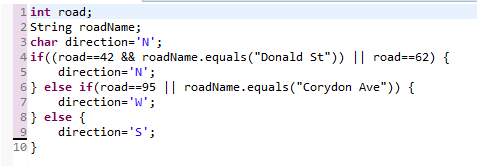 1 int road;
2 String roadName;
3 char direction='N';
4 if((road==42 && roadName.equals("Donald St")) || road==62) {
5     direction='N';
6 } else if(road==95 || roadName.equals("Corydon Ave")) {
7     direction='W';
8 } else {
9     direction='S';
10 }